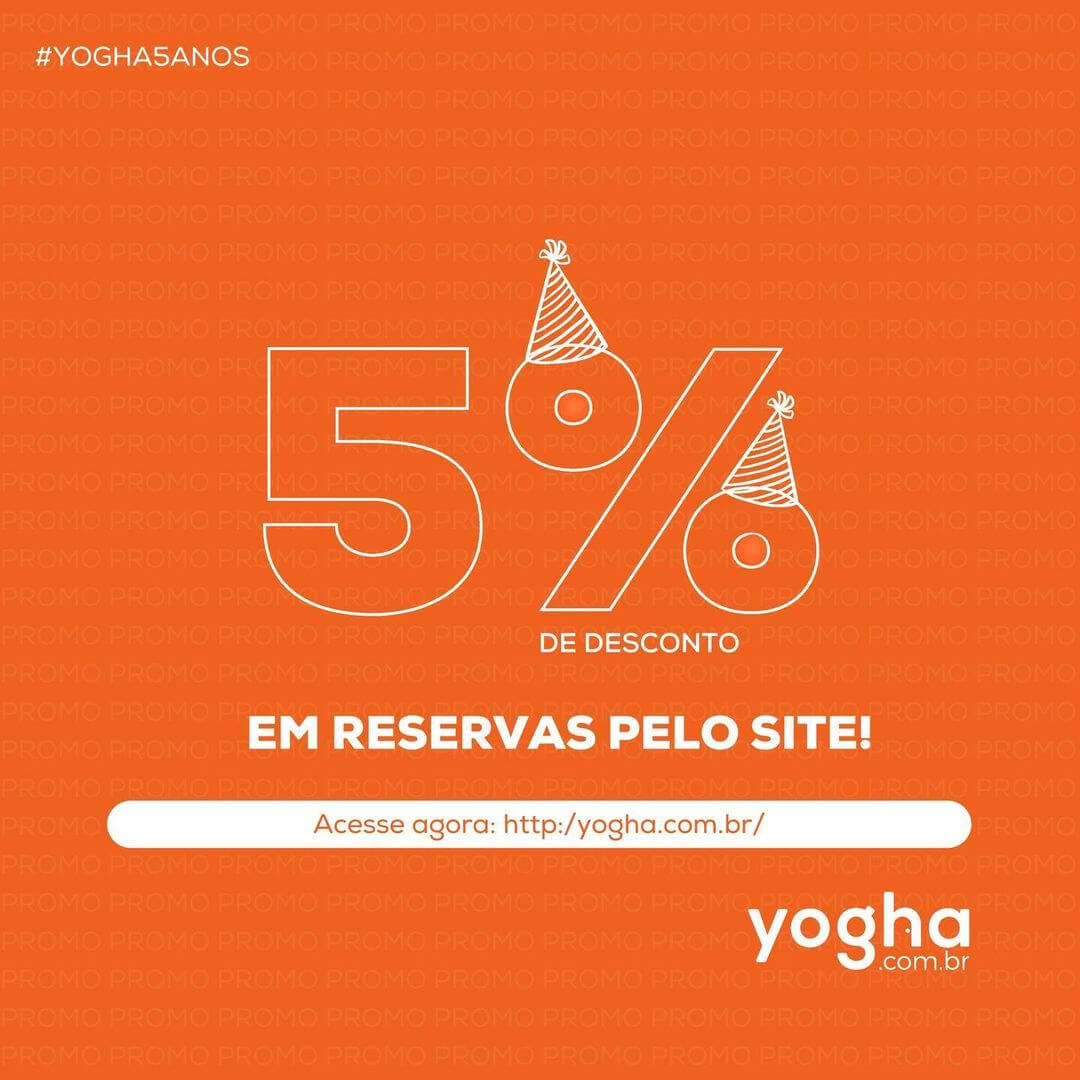 #YOGHA5ANOS
5%
DE DESCONTO
EM RESERVAS PELO SITE!
Acesse agora: http:/yogha.com.br/
yogha
.com.br